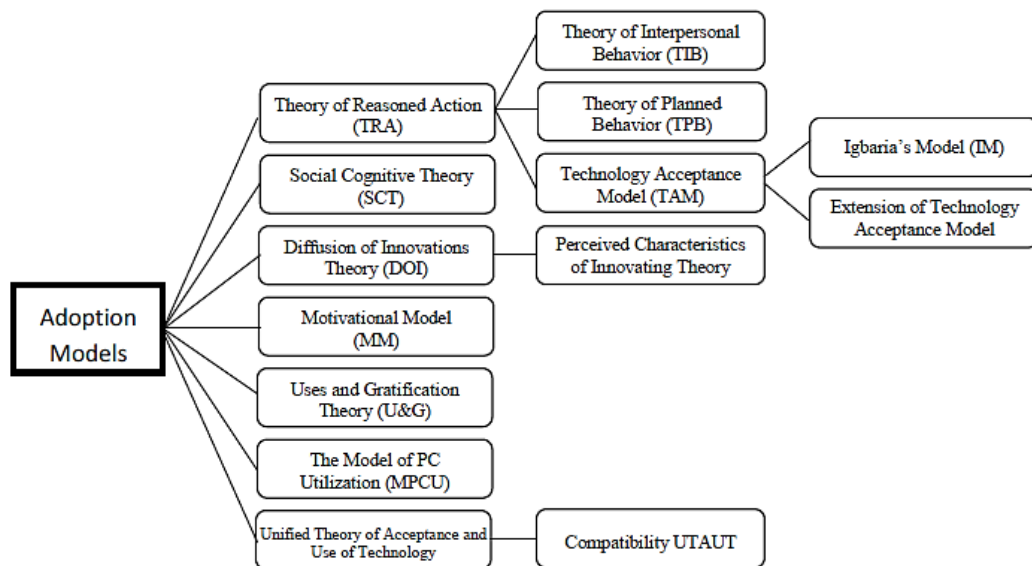 Adoption
Models
Theory of Reasoned Action
(TRA)
Social Cognitive Theory
(SCT)
Diffusion of Innovations
Theory (DOI)
Motivational Model
(MM)
Uses and Gratification
Theory (U&G)
The Model of PC
Utilization (MPCU)
Unified Theory of Acceptance and
Use of Technology
Theory of Interpersonal
Behavior (TIB)
Theory of Planned
Behavior (TPB)
Technology Acceptance
Model (TAM)
Perceived Characteristics
of Innovating Theory
Compatibility UTAUT
Igbaria's Model (IM)
Extension of Technology
Acceptance Model